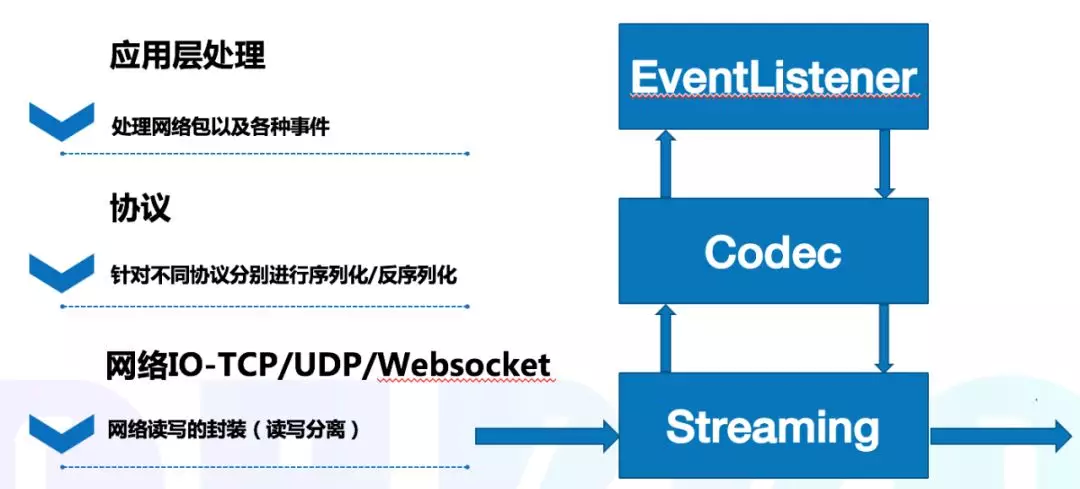 应用层处理
处理网络包以及各种事件
协议
针对不同协议分别进行序列化/反序列化
网络IO-TCP/UDP/Websocket
网络读写的封装（读写分离）
EventListener
Codec
Streaming